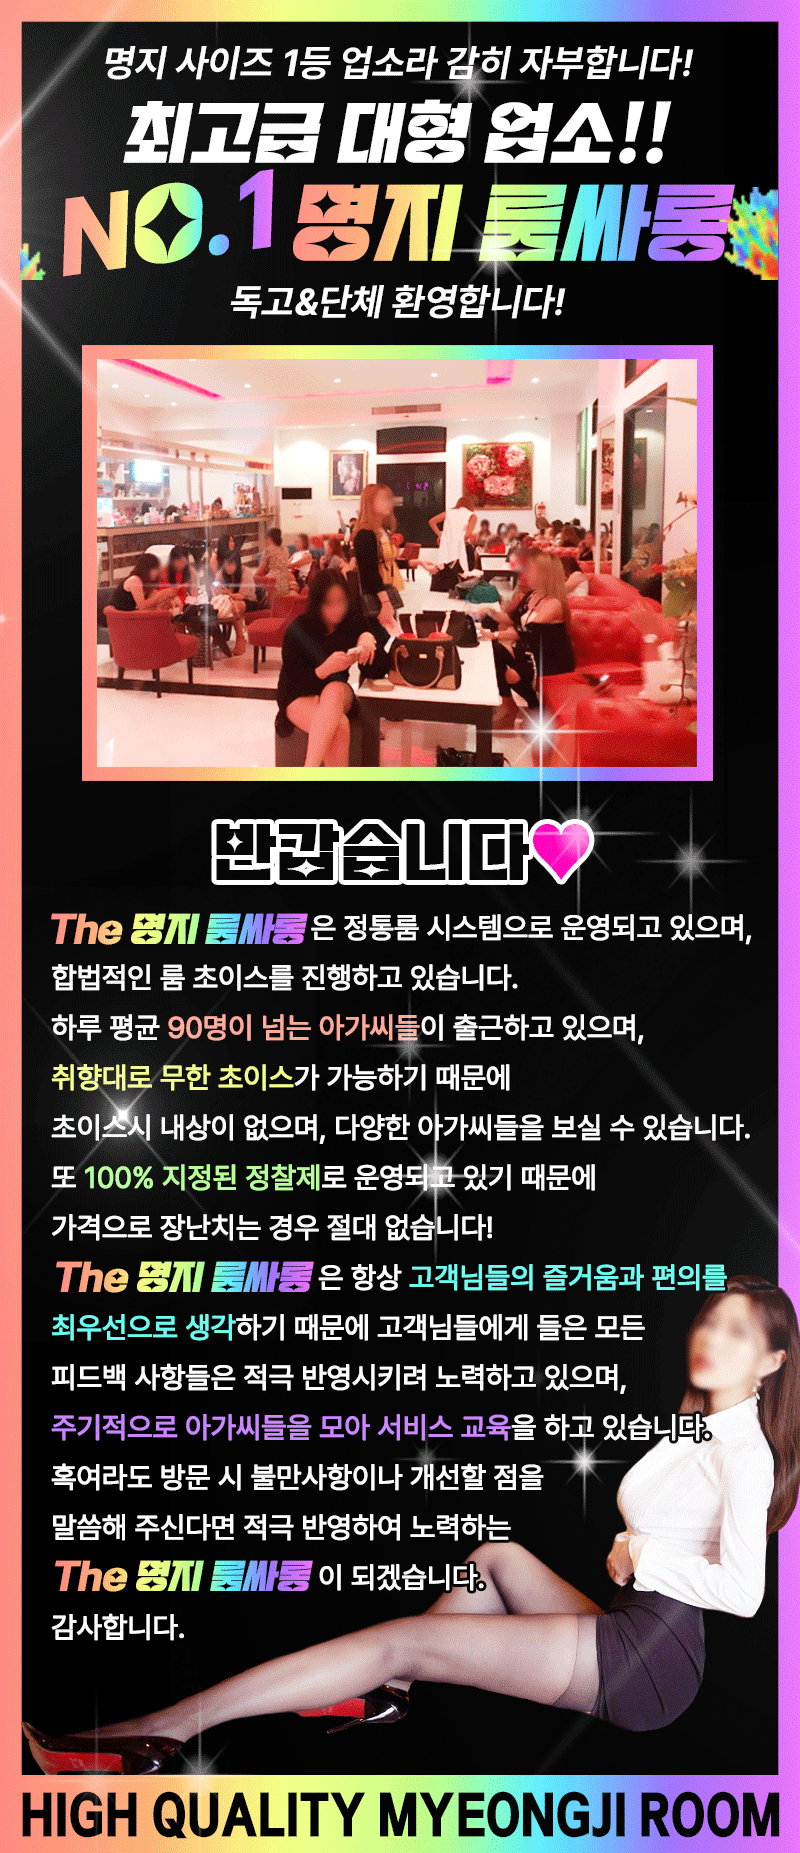 명지 사이즈 1등 업소라 감히 자부합니다!
최고급 대형 업소!!
NO.1 명지 룸싸롱
독고&단체 환영합니다!
반갑습니다
The 명지 룸싸롱은 정통룸 시스템으로 운영되고 있으며,
합법적인 룸 초이스를 진행하고 있습니다.
하루 평균 90명이 넘는 아가씨들이 출근하고 있으며,
취향대로 무한 초이스가 가능하기 때문에
초이스시 내상이 없으며, 다양한 아가씨들을 보실 수 있습니다.
또 100% 지정된 정찰제로 운영되고 있기 때문에
가격으로 장난치는 경우 절대 없습니다!
The 명지 룸싸롱은 항상 고객님들의 즐거움과 편의를
최우선으로 생각하기 때문에 고객님들에게 들은 모든
피드백 사항들은 적극 반영시키려 노력하고 있으며,
주기적으로 아가씨들을 모아 서비스 교육을 하고 있습니다.
혹여라도 방문 시 불만사항이나 개선할 점을
말씀해 주신다면 적극 반영하여 노력하는
The 명지 룸싸롱이 되겠습니다.
감사합니다.
HIGH QUALITY MYEONGJI ROOM